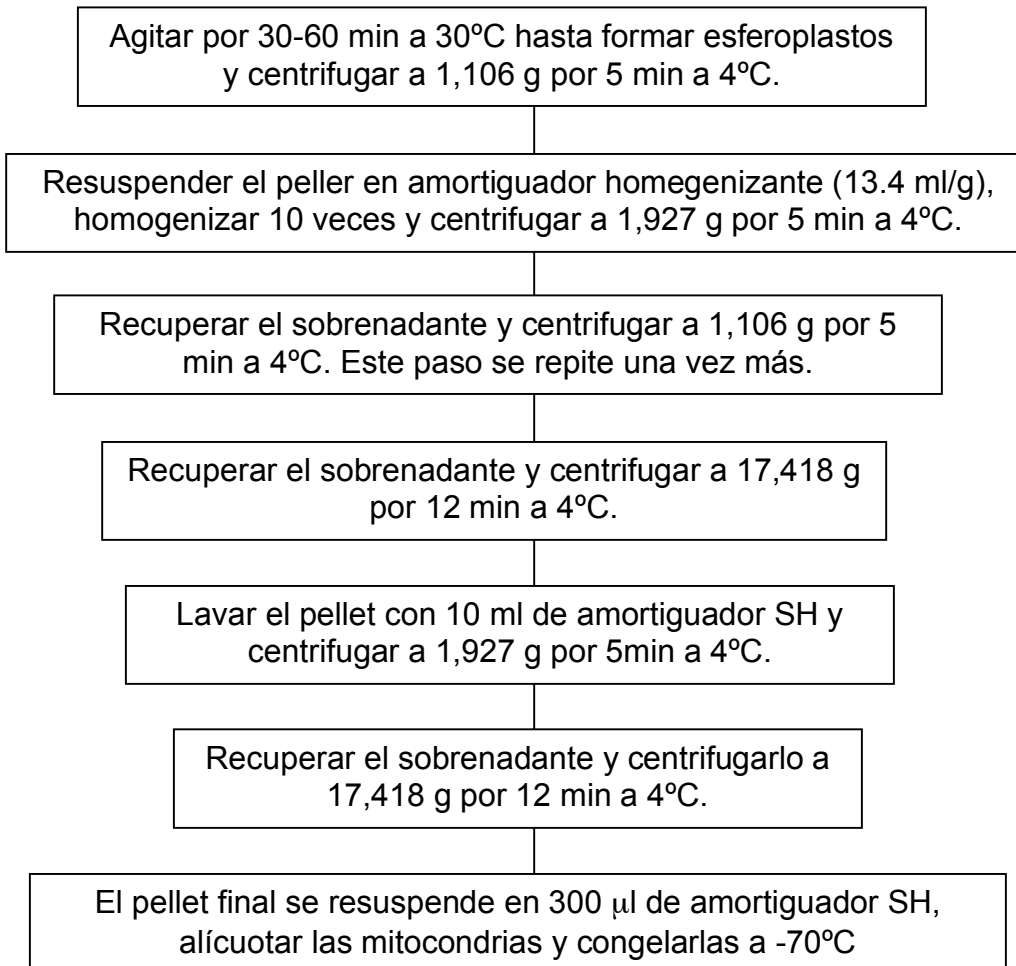 Agitar por 30-60 min a 30ºC hasta formar esferoplastos
y centrifugar a 1,106 g por 5 min a 4ºC.
Resuspender el peller en amortiguador homegenizante (13.4 ml/g),
homogenizar 10 veces y centrifugar a 1,927 g por 5 min a 4ºC.
Recuperar el sobrenadante y centrifugar a 1,106 g por 5
min a 4ºC. Este paso se repite una vez más.
Recuperar el sobrenadante y centrifugar a 17,418 g
por 12 min a 4ºC.
Lavar el pellet con 10 ml de amortiguador SH y
centrifugar a 1,927 g por 5min a 4ºC.
Recuperar el sobrenadante y centrifugarlo a
17,418 g por 12 min a 4ºC.
El pellet final se resuspende en 300 μl de amortiguador SH,
alícuotar las mitocondrias y congelarlas a -70ºC